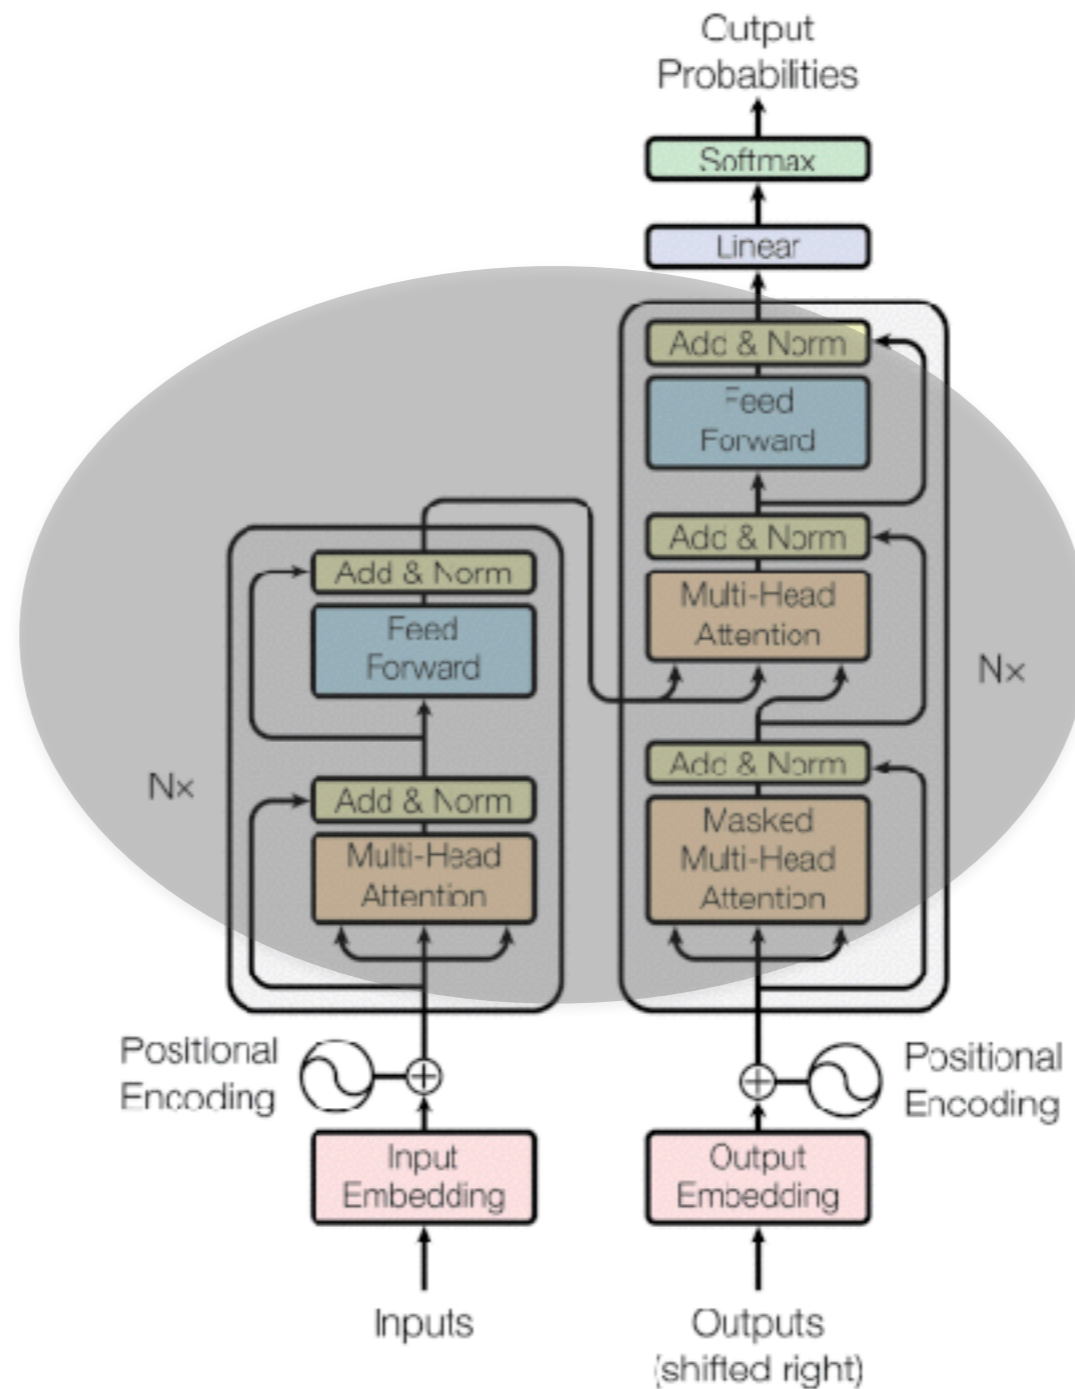 Output
Probabilities
Softmax
Linear
Add & Norm
Feed
Forward
Add & Norm
Multi-Head
Attention
Nx
Add & Norm
Masked
Multi-Head
Attention
Add & Norm
Feed
Forward
Nx
Add & Norm
Multi-Head
Attention
Positional
Encoding
Positional
Encoding
Input
Embedding
Output
Embedding
Inputs
Outputs
(shifted right)